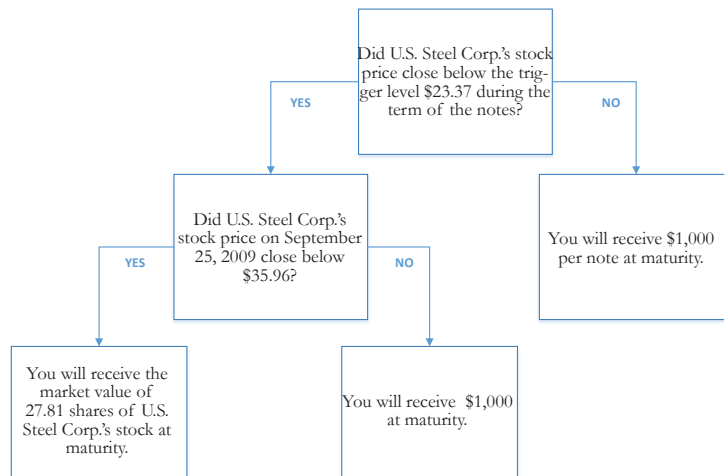 Did U.S. Steel Corp.'s stock
price close below the trig-
ger level $23.37 during the
term of the notes?
YES
NO
Did U.S. Steel Corp.'s
stock price on September
25, 2009 close below
$35.96?
You will receive $1,000
per note at maturity.
YES
NO
You will receive the
market value of
27.81 shares of U.S.
Steel Corp.'s stock at
maturity.
You will receive  $1,000
at maturity.